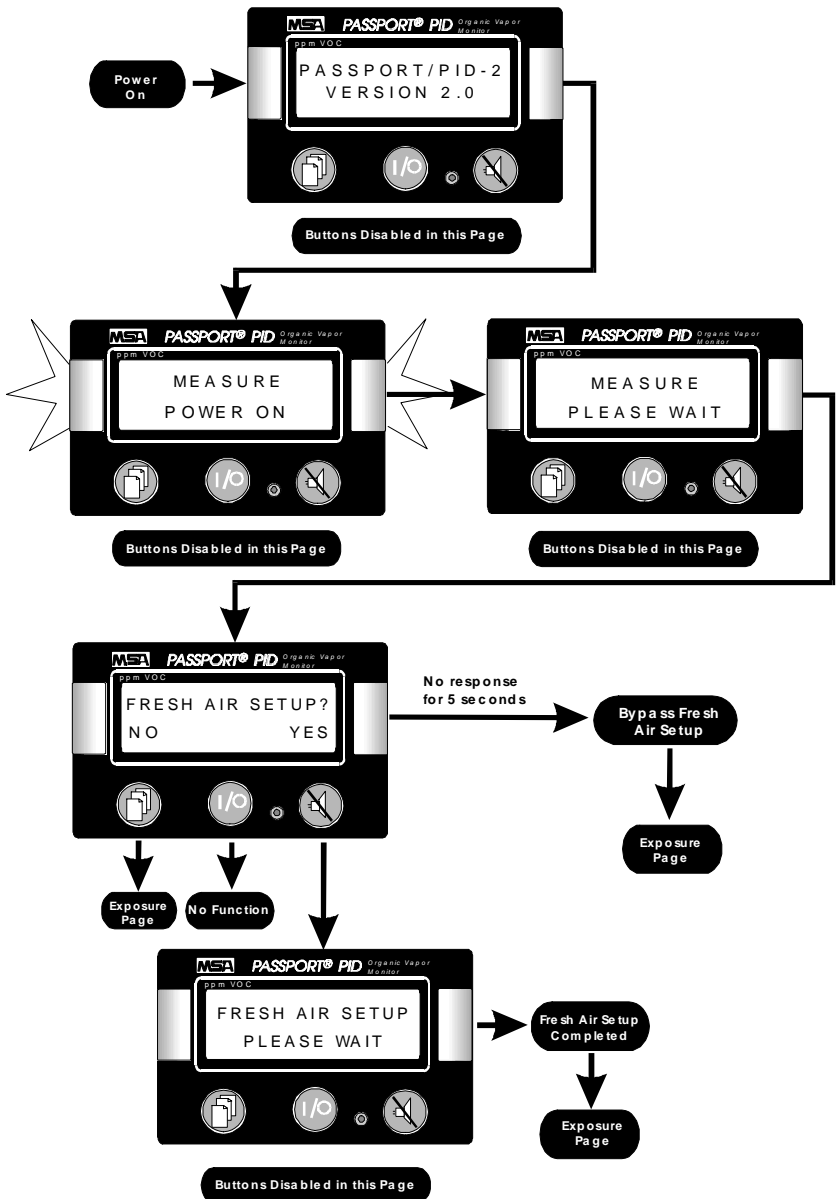 MSA PASSPORT® PID Organic Vapor Monitor
ppm VOC
PASSPORT/PID-2
VERSION 2.0
Power
On
I/O
Buttons Disabled in this Page
MSA PASSPORT® PID Organic Vapor Monitor
ppm VOC
MEASURE
POWER ON
I/O
Buttons Disabled in this Page
MSA PASSPORT® PID Organic Vapor Monitor
ppm VOC
MEASURE
PLEASE WAIT
I/O
Buttons Disabled in this Page
MSA PASSPORT® PID Organic Vapor Monitor
ppm VOC
FRESH AIR SETUP?
NO YES
I/O
No response
for 5 seconds
Bypass Fresh
Air Setup
Exposure
Page
Exposure
Page
No Function
MSA PASSPORT® PID Organic Vapor Monitor
ppm VOC
FRESH AIR SETUP
PLEASE WAIT
I/O
Fresh Air Setup
Completed
Exposure
Page
Buttons Disabled in this Page